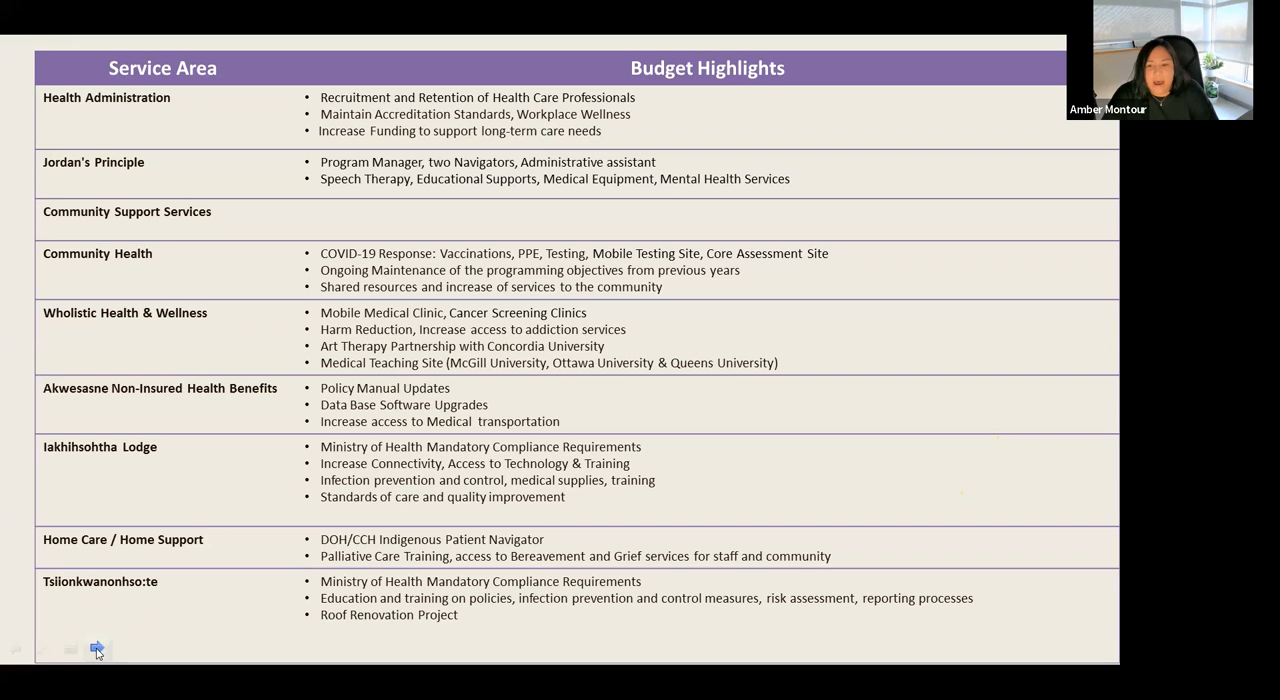 Service Area Budget Highlights
Amber Montour
Health Administration
• Recruitment and Retention of Health Care Professionals
• Maintain Accreditation Standards, Workplace Wellness
• Increase Funding to support long-term care needs
Jordan's Principle
• Program Manager, two Navigators, Administrative assistant
• Speech Therapy, Educational Supports, Medical Equipment, Mental Health Services
Community Support Services
Community Health
• COVID-19 Response: Vaccinations, PPE, Testing, Mobile Testing Site, Core Assessment Site
• Ongoing Maintenance of the programming objectives from previous years
• Shared resources and increase of services to the community
Wholistic Health & Wellness
• Mobile Medical Clinic, Cancer Screening Clinics
• Harm Reduction, Increase access to addiction services
• Art Therapy Partnership with Concordia University
• Medical Teaching Site (McGill University, Ottawa University & Queens University)
Akwesasne Non-Insured Health Benefits
• Policy Manual Updates
• Data Base Software Upgrades
• Increase access to Medical transportation
Iakhihsohtha Lodge
• Ministry of Health Mandatory Compliance Requirements
• Increase Connectivity, Access to Technology & Training
• Infection prevention and control, medical supplies, training
• Standards of care and quality improvement
Home Care / Home Support
• DOH/CCH Indigenous Patient Navigator
• Palliative Care Training, access to Bereavement and Grief services for staff and community
Tsiionkwanonhso:te
• Ministry of Health Mandatory Compliance Requirements
• Education and training on policies, infection prevention and control measures, risk assessment, reporting processes
• Roof Renovation Project